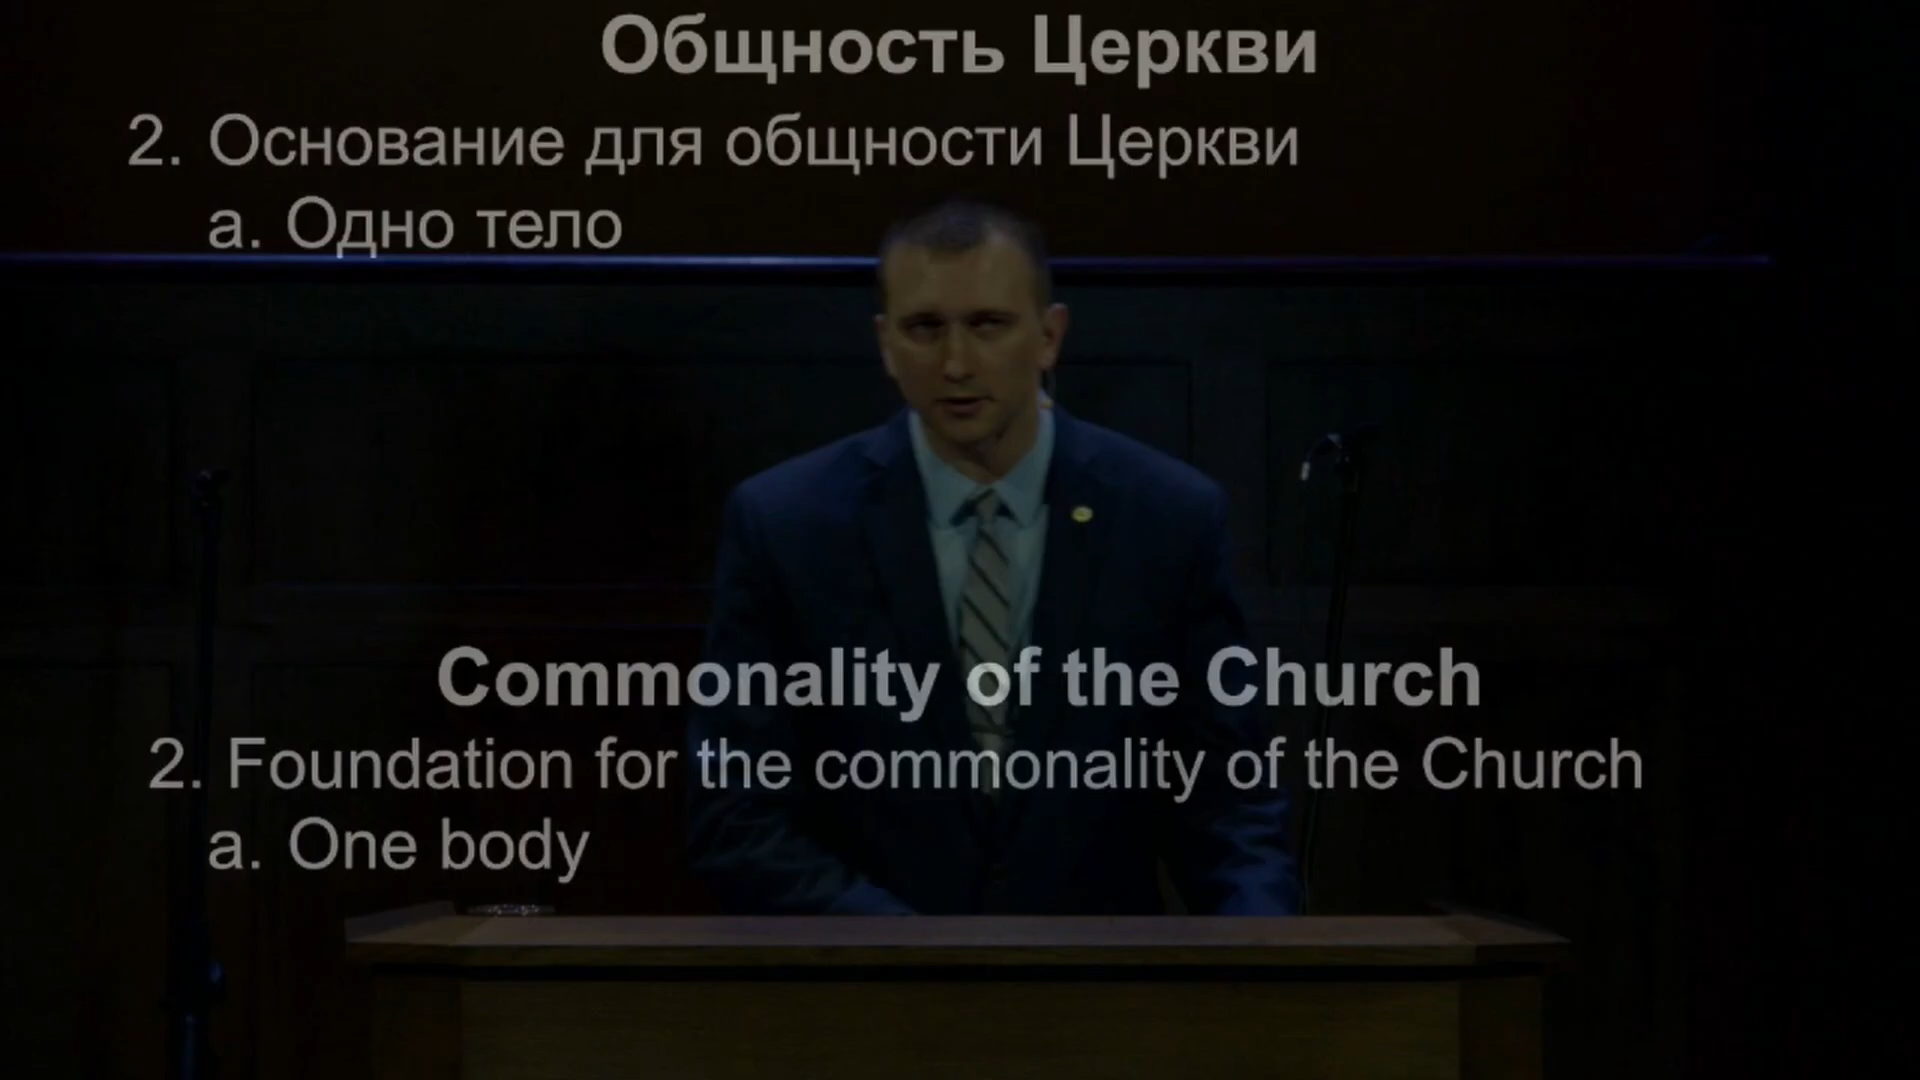 Общность Церкви
2. Основание для общности Церкви
а. Одно тело
Commonality of the Church
2. Foundation for the commonality of the Church
a. One body